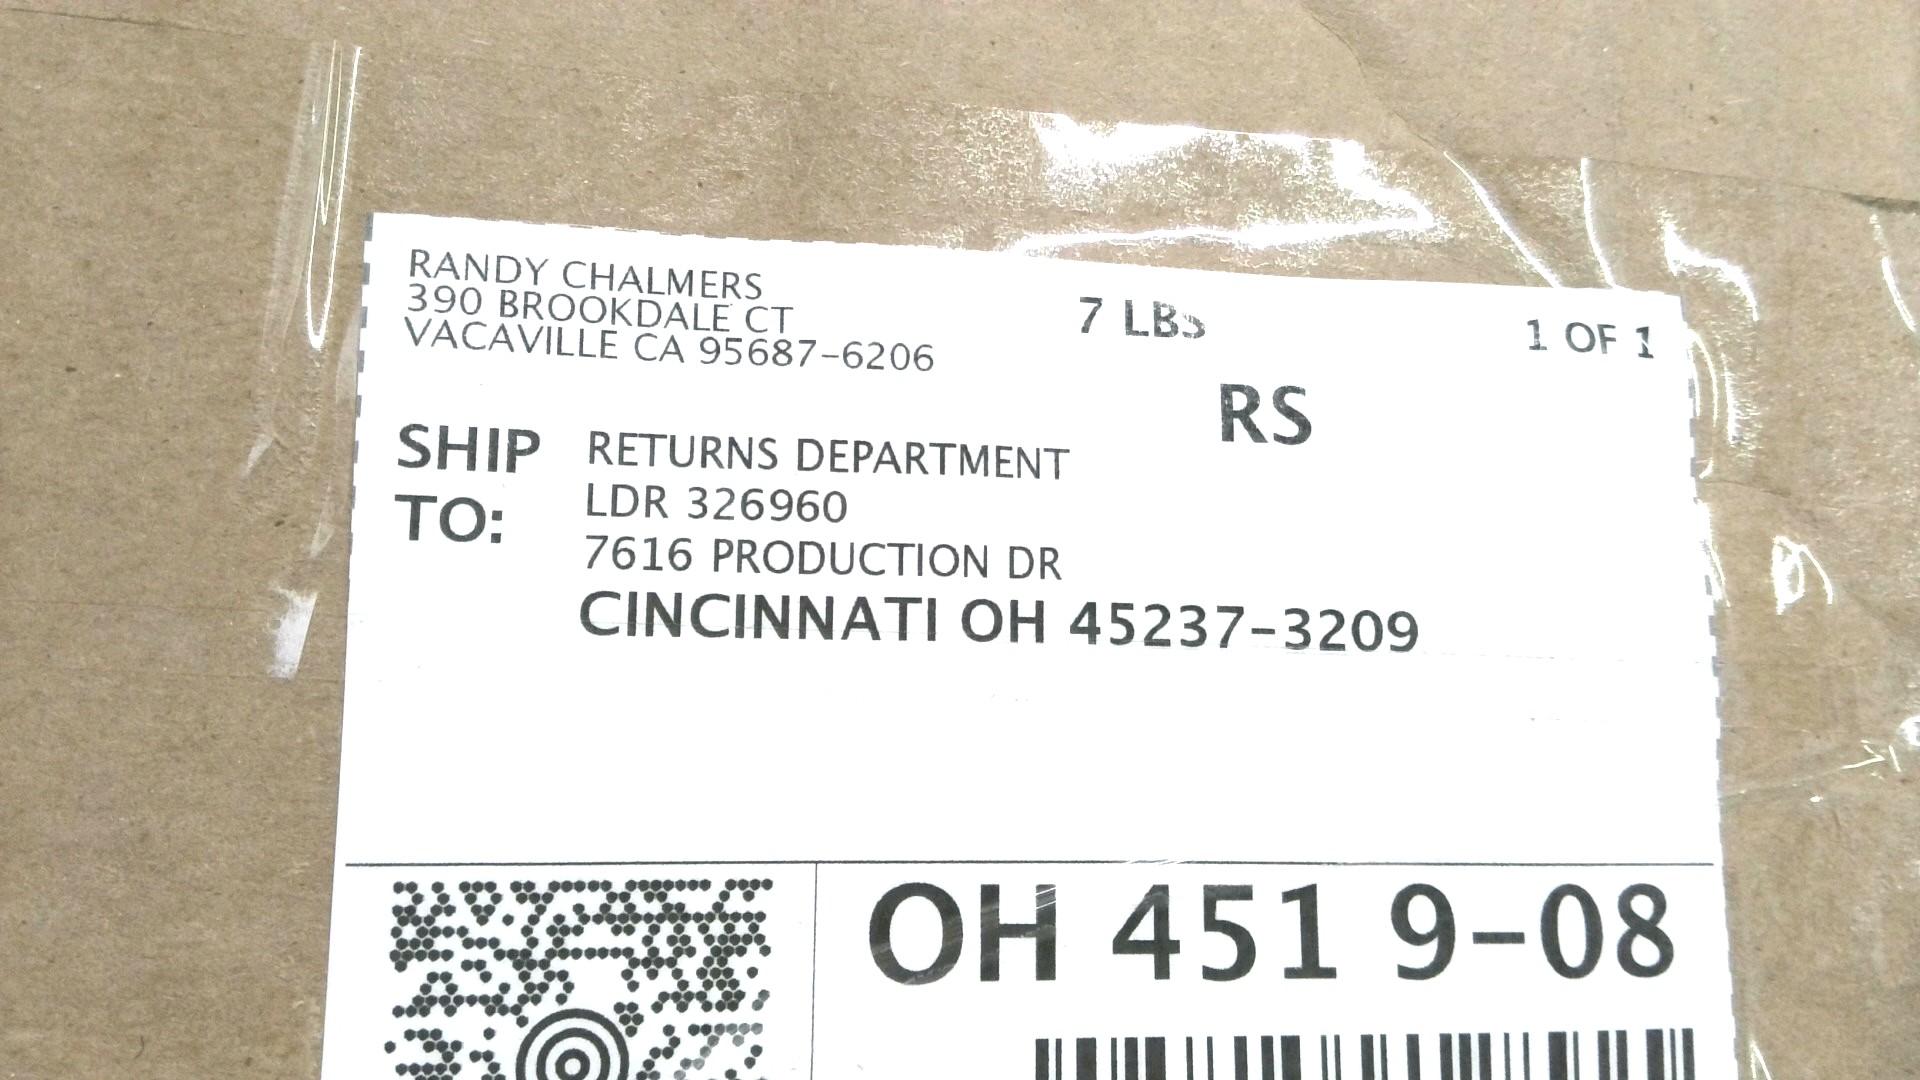 RANDY CHALMERS
390 BROOKDALE CT
VACAVILLE CA 95687-6206
7 LBS
1 OF 1
RS
SHIP TO:
RETURNS DEPARTMENT
LDR 326960
7616 PRODUCTION DR
CINCINNATI OH 45237-3209
OH 451 9-08